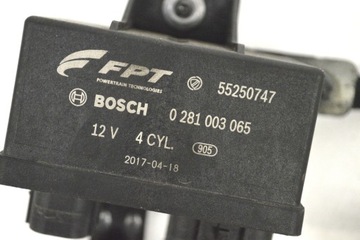 FPT
POWERTRAIN TECHNOLOGIES
55250747
BOSCH 0 281 003 065
12 V 4 CYL. 905
2017-04-18